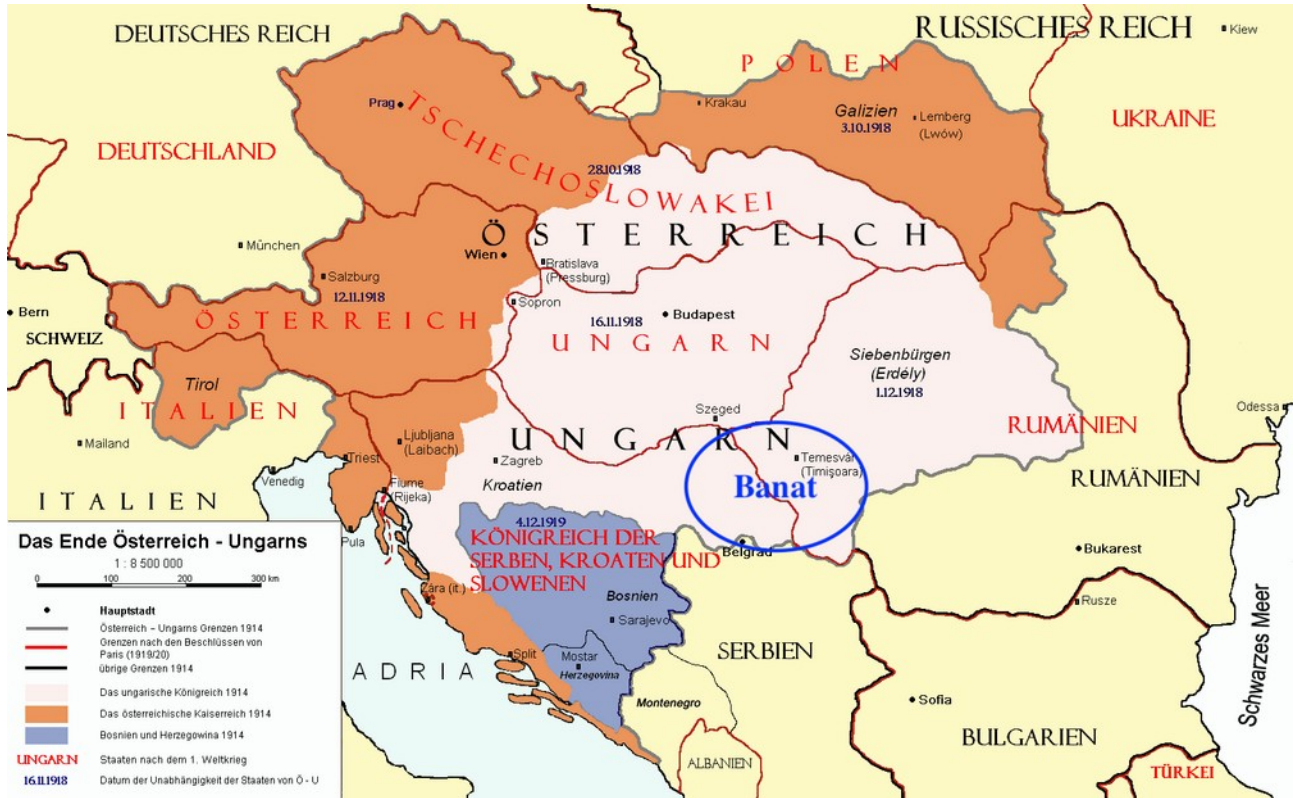 DEUTSCHES REICH
RUSSISCHES REICH
Kiew
POLEN
Krakau
Galizien
3.10.1918
Lemberg
(Lwów)
UKRAINE
Prag
TSCHECHOSLOWAKEI
28.10.1918
DEUTSCHLAND
München
Salzburg
12.11.1918
Wien
ÖSTERREICH
Bratislava
(Pressburg)
Sopron
Bern
SCHWEIZ
ÖSTERREICH
16.11.1918
Budapest
UNGARN
Siebenbürgen
(Erdély)
1.12.1918
Tirol
ITALIEN
Mailand
Szeged
RUMÄNIEN
Odessa
UNGARN
Ljubljana
(Laibach)
Zagreb
Kroatien
Temesvár
(Timişoara)
Banat
RUMÄNIEN
Triest
Venedig
Fiume
(Rijeka)
ITALIEN
Pula
4.12.1919
KÖNIGREICH DER
SERBEN, KROATEN UND
SLOWENEN
Belgrad
Bukarest
Zára (it.)
Bosnien
Sarajevo
Rusze
Split
Mostar
Herzegovina
SERBIEN
ADRIA
Montenegro
Sofia
BULGARIEN
Schwarzes Meer
ALBANIEN
TÜRKEI
Das Ende Österreich - Ungarns
1 : 8 500 000
0 100 200 300 km
Hauptstadt
Österreich - Ungarns Grenzen 1914
Grenzen nach den Beschlüssen von
Paris (1919/20)
übrige Grenzen 1914
Das ungarische Königreich 1914
Das österreichische Kaiserreich 1914
Bosnien und Herzegowina 1914
UNGARN Staaten nach dem 1. Weltkrieg
16.11.1918 Datum der Unabhängigkeit der Staaten von Ö - U